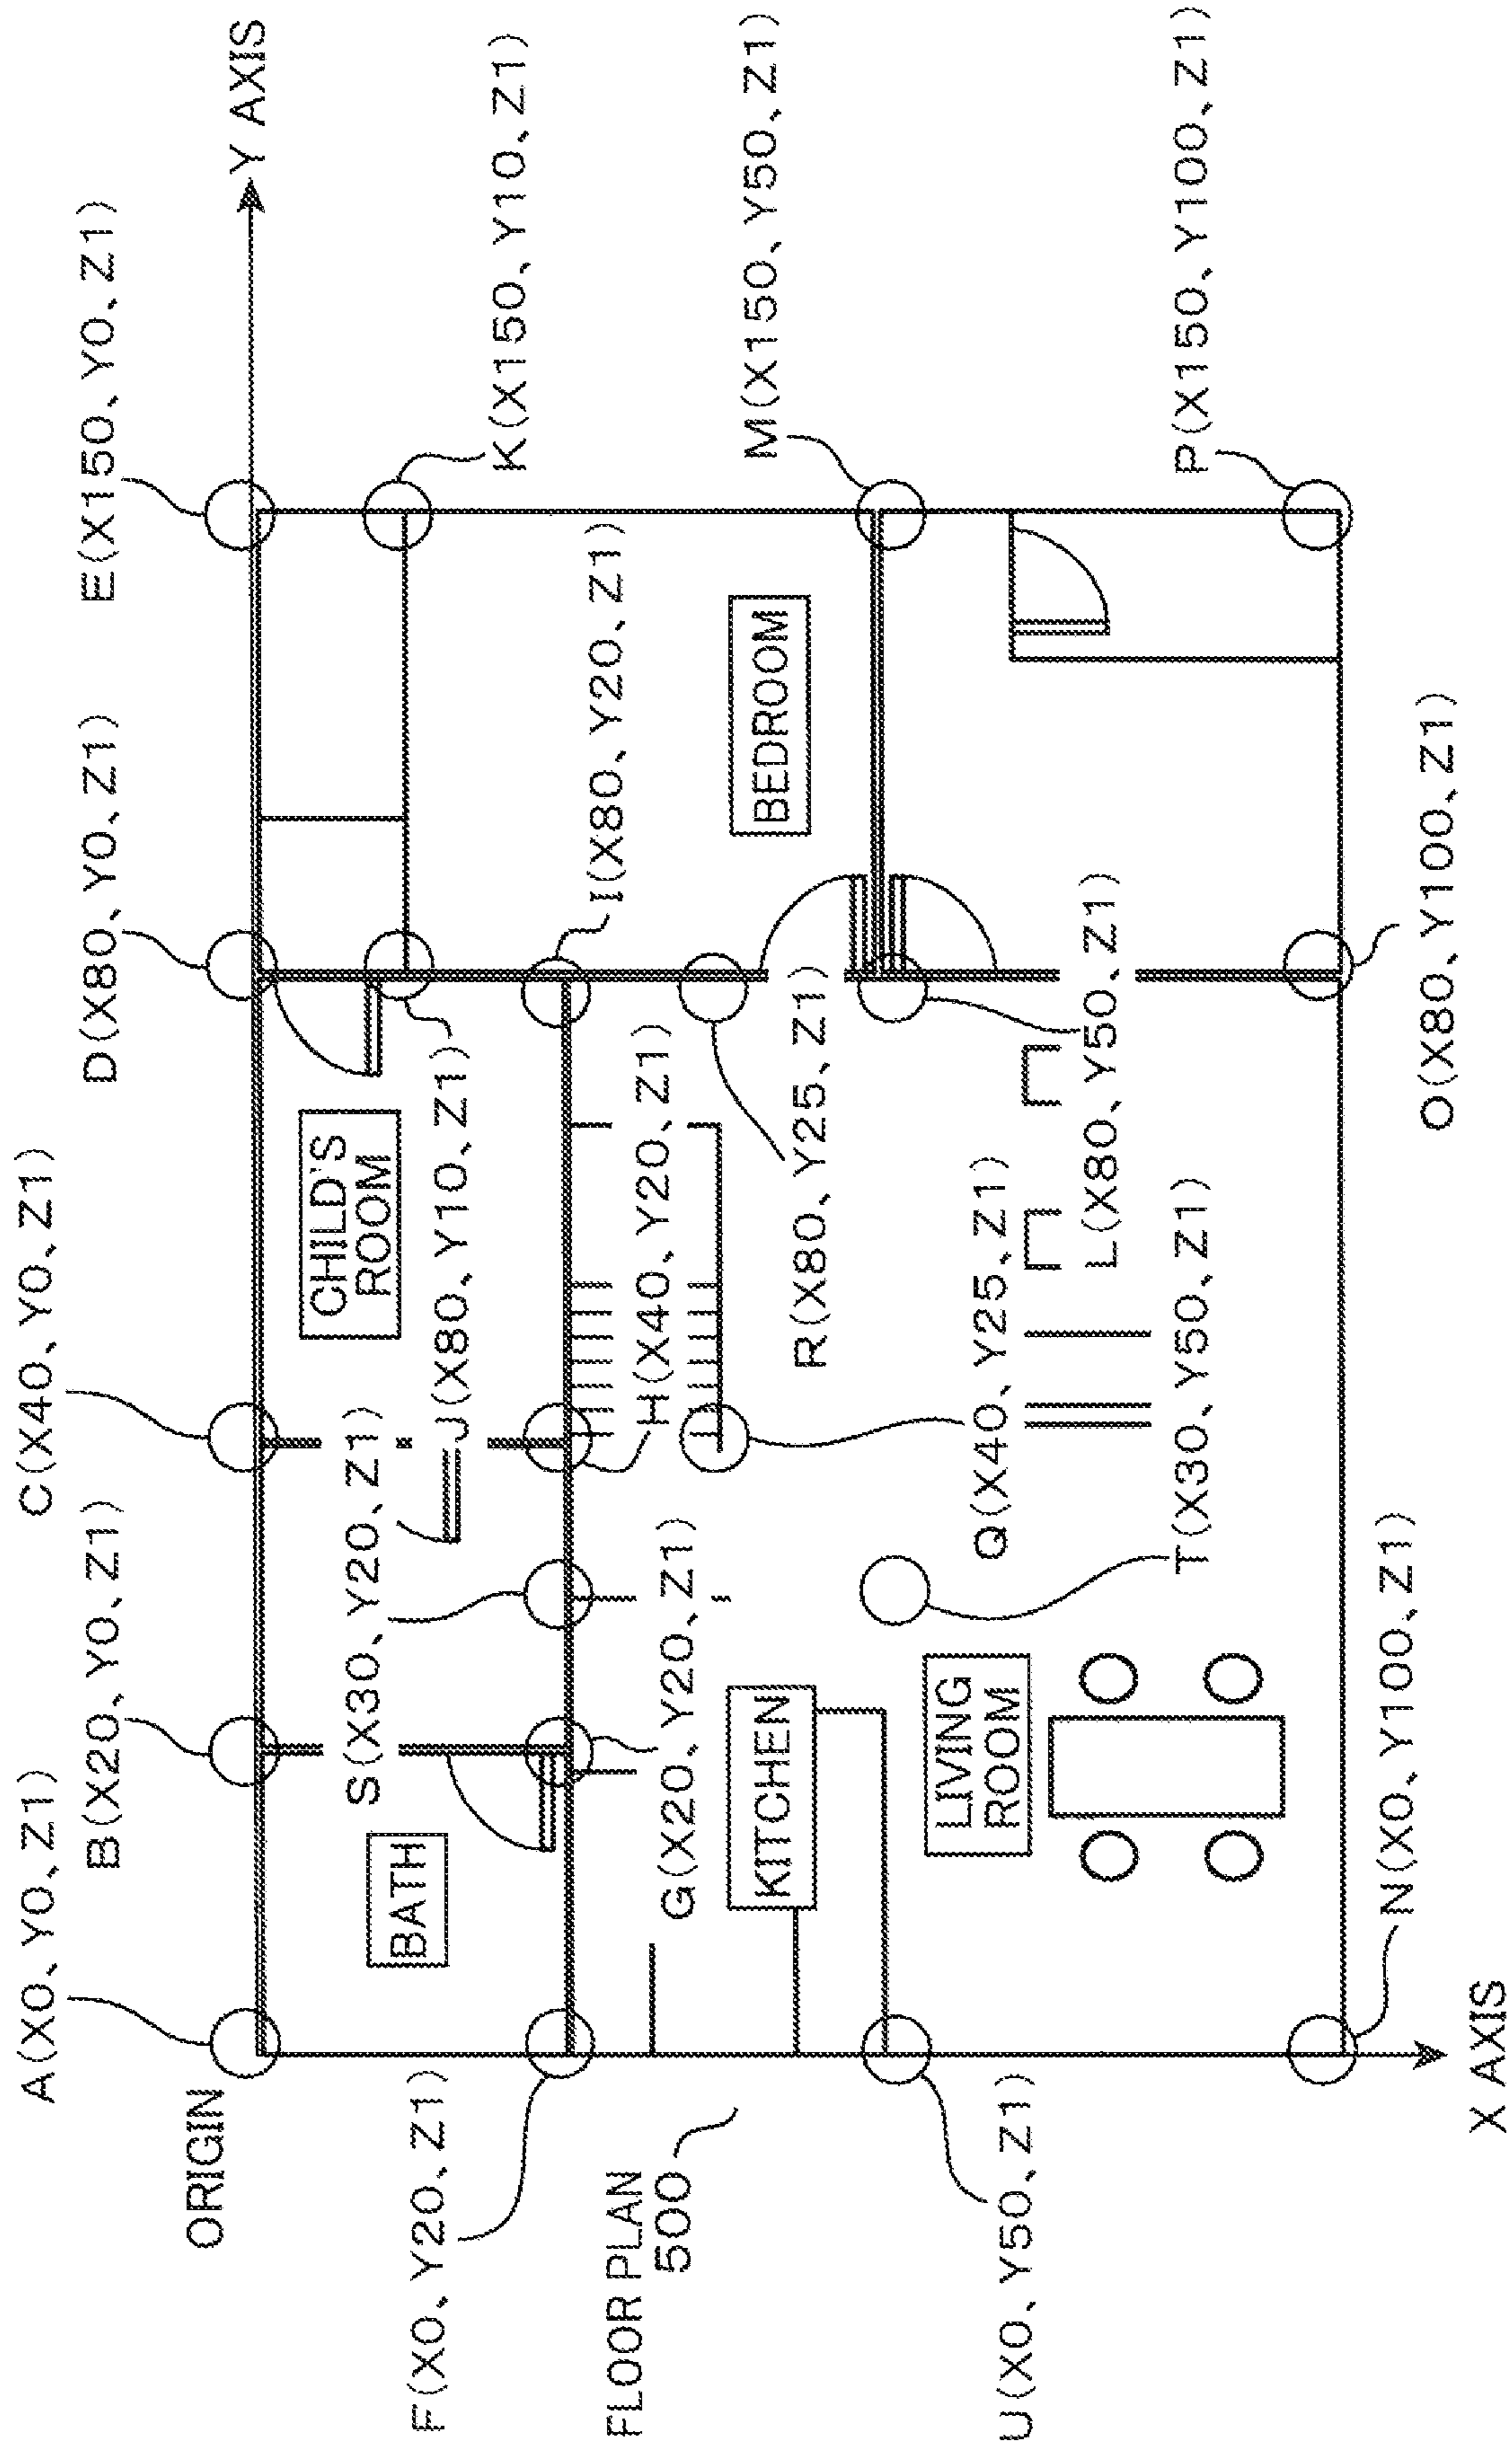 A(X0、Y0、Z1)
B(X20、Y0、Z1)
C(X40、Y0、Z1)
D(X80、Y0、Z1)
E(X150、Y0、Z1)
ORIGIN
Y AXIS
F(X0、Y20、Z1)
BATH
S(X30、Y20、Z1)
CHILD'S
ROOM
J(X80、Y10、Z1)
K(X150、Y10、Z1)
I(X80、Y20、Z1)
FLOOR PLAN
500
G(X20、Y20、Z1)
H(X40、Y20、Z1)
KITCHEN
BEDROOM
M(X150、Y50、Z1)
R(X80、Y25、Z1)
LIVING
ROOM
Q(X40、Y25、Z1)
U(X0、Y50、Z1)
L(X80、Y50、Z1)
T(X30、Y50、Z1)
P(X150、Y100、Z1)
N(X0、Y100、Z1)
O(X80、Y100、Z1)
X AXIS